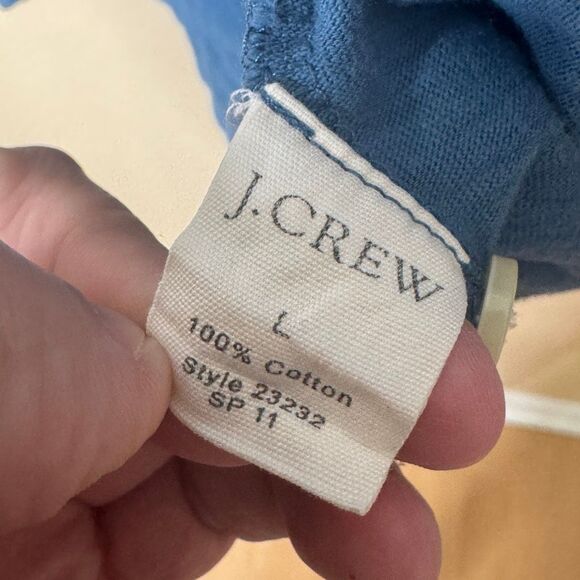 J.CREW
L
100% Cotton
Style 23232
SP 11